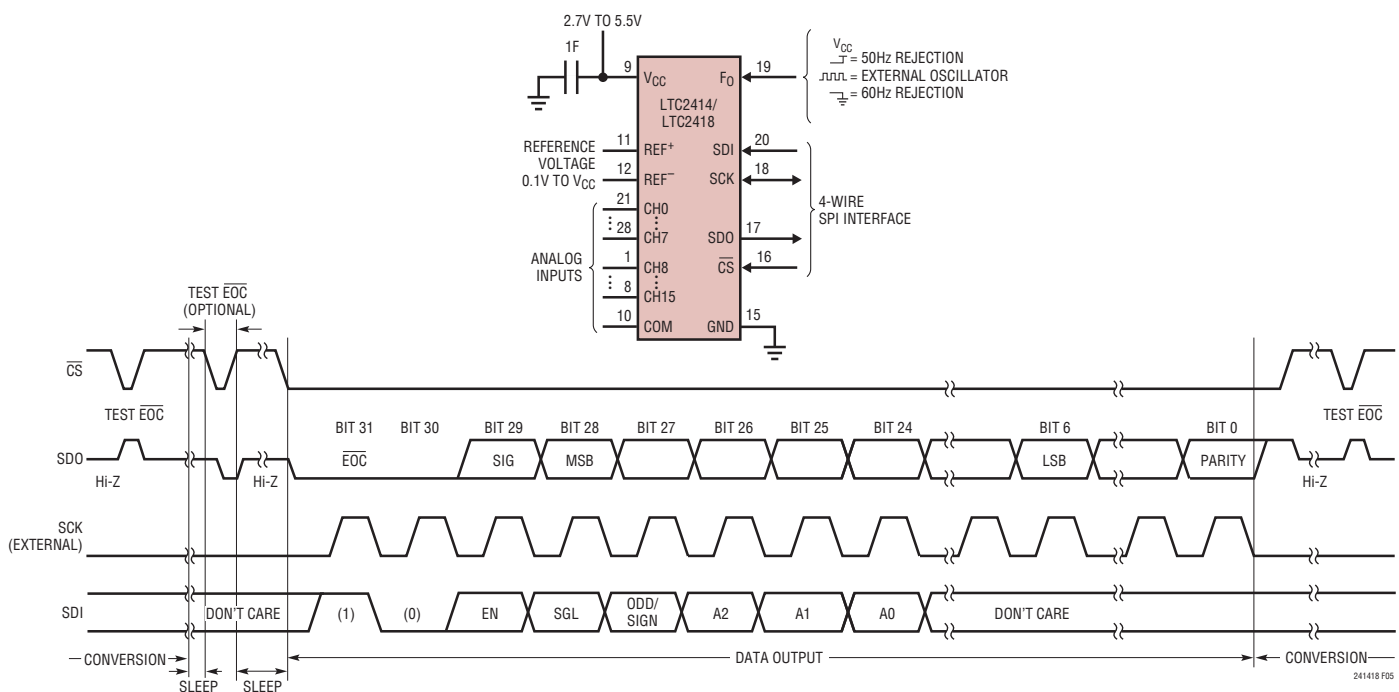 2.7V TO 5.5V
1F
9
VCC
FO
19
VCC
= 50Hz REJECTION
= EXTERNAL OSCILLATOR
= 60Hz REJECTION
LTC2414/
LTC2418
REFERENCE
VOLTAGE
0.1V TO VCC
11
REF+
12
REF–
SDI
20
SCK
18
21
CH0
28
CH7
SDO
17
4-WIRE
SPI INTERFACE
ANALOG
INPUTS
1
CH8
8
CH15
CS
16
10
COM
GND
15
TEST EOC
(OPTIONAL)
CS
TEST EOC
BIT 31
BIT 30
BIT 29
BIT 28
BIT 27
BIT 26
BIT 25
BIT 24
BIT 6
BIT 0
TEST EOC
SDO
Hi-Z
Hi-Z
EOC
SIG
MSB
LSB
PARITY
Hi-Z
SCK
(EXTERNAL)
SDI
DON'T CARE
(1)
(0)
EN
SGL
ODD/
SIGN
A2
A1
A0
DON'T CARE
CONVERSION
DATA OUTPUT
CONVERSION
SLEEP
SLEEP
241418 F05